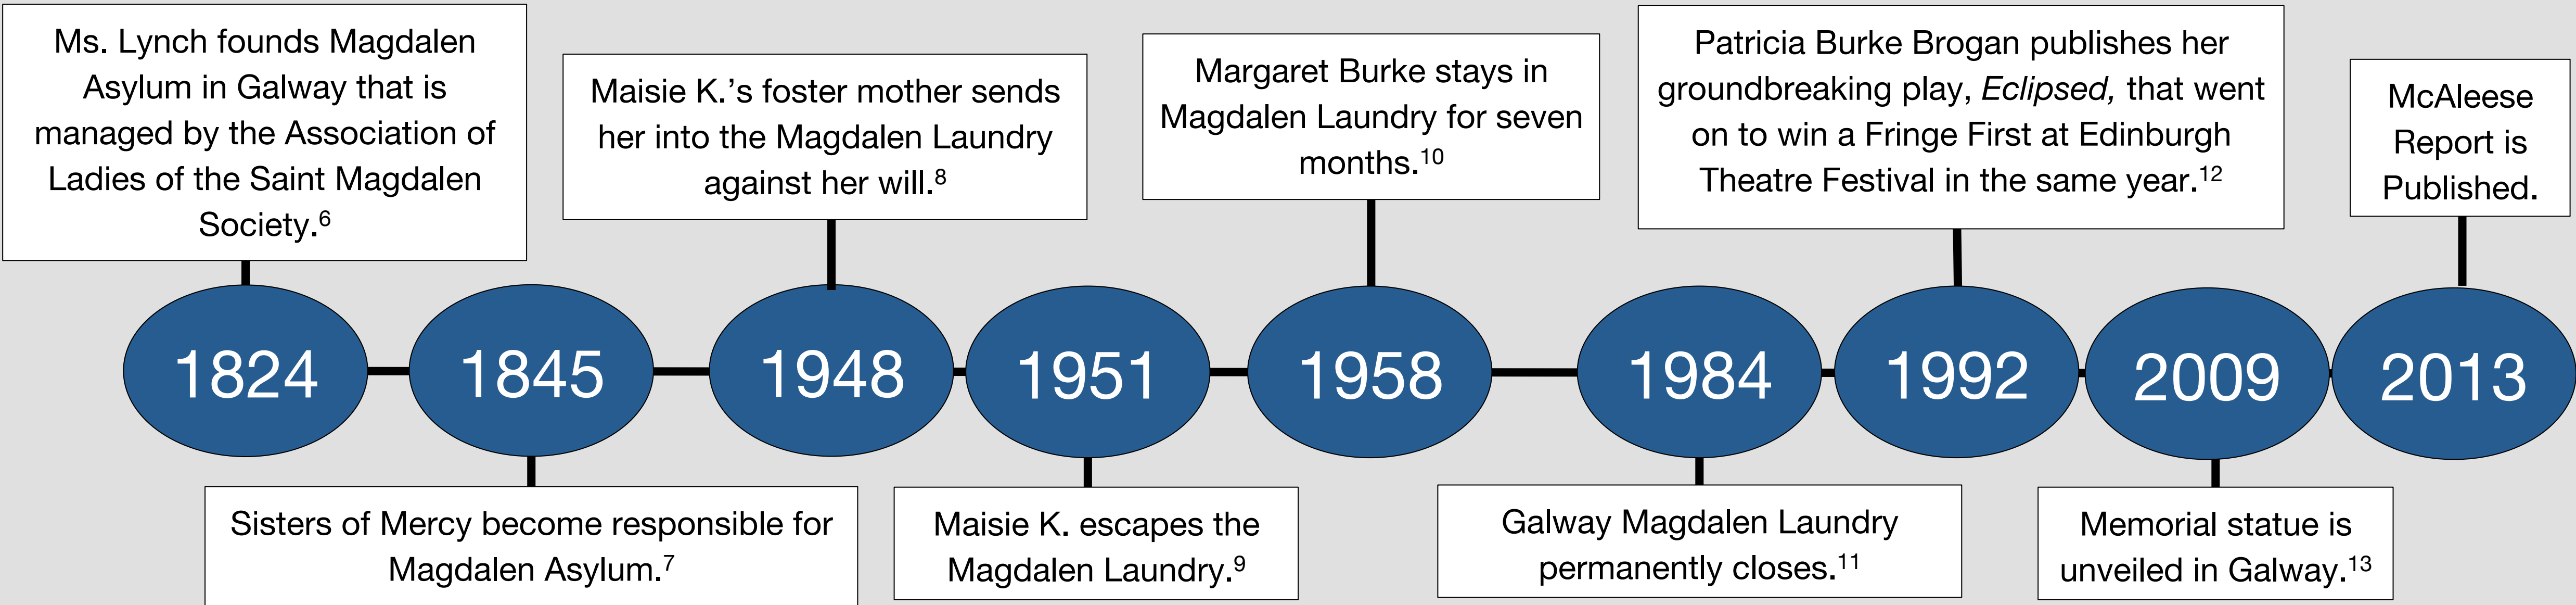 Ms. Lynch founds Magdalen
Asylum in Galway that is
managed by the Association of
Ladies of the Saint Magdalen
Society.⁶
Maisie K.'s foster mother sends
her into the Magdalen Laundry
against her will.⁸
Margaret Burke stays in
Magdalen Laundry for seven
months.¹⁰
Patricia Burke Brogan publishes her
groundbreaking play, Eclipsed, that went
on to win a Fringe First at Edinburgh
Theatre Festival in the same year.¹²
McAleese
Report is
Published.
1824
1845
1948
1951
1958
1984
1992
2009
2013
Sisters of Mercy become responsible for
Magdalen Asylum.⁷
Maisie K. escapes the
Magdalen Laundry.⁹
Galway Magdalen Laundry
permanently closes.¹¹
Memorial statue is
unveiled in Galway.¹³